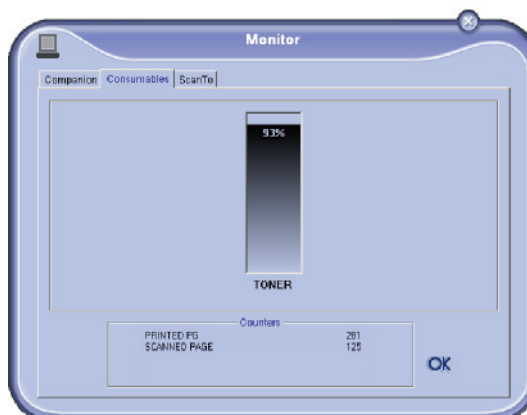 Monitor
Companion Consumables ScanTo
93%
TONER
Counters
PRINTED PG 281
SCANNED PAGE 125
OK